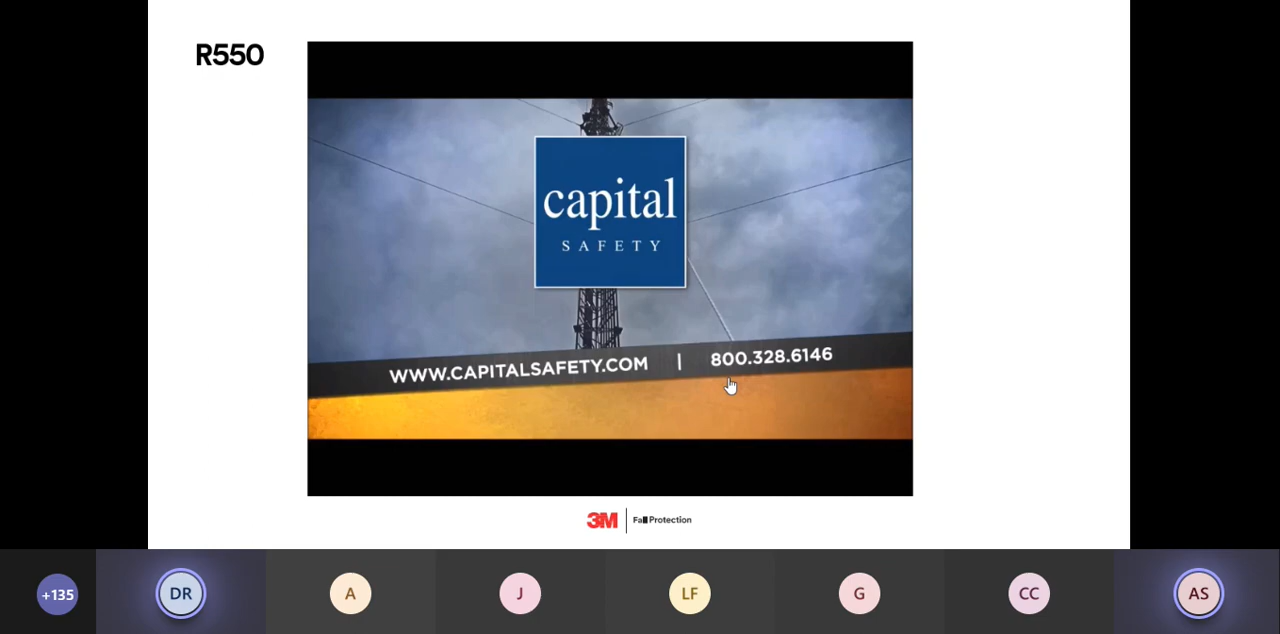 R550
capital
SAFETY
WWW.CAPITALSAFETY.COM | 800.328.6146
3M | Fall Protection
+135
DR
A
J
LF
G
CC
AS